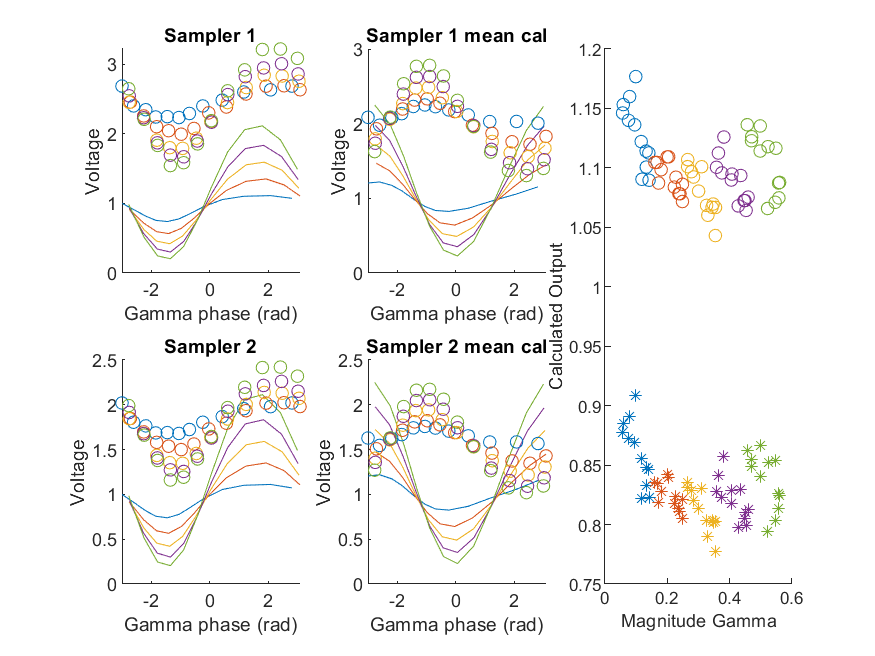 Sampler 1
3
2
1
0
Voltage
-2 0 2
Gamma phase (rad)
Sampler 1 mean cal
3
2
1
0
Voltage
-2 0 2
Gamma phase (rad)
Sampler 2
2.5
2
1.5
1
0.5
0
Voltage
-2 0 2
Gamma phase (rad)
Sampler 2 mean cal
2.5
2
1.5
1
0.5
0
Voltage
-2 0 2
Gamma phase (rad)
1.2
1.15
1.1
1.05
1
0.95
0.9
0.85
0.8
0.75
Calculated Output
0 0.2 0.4 0.6
Magnitude Gamma